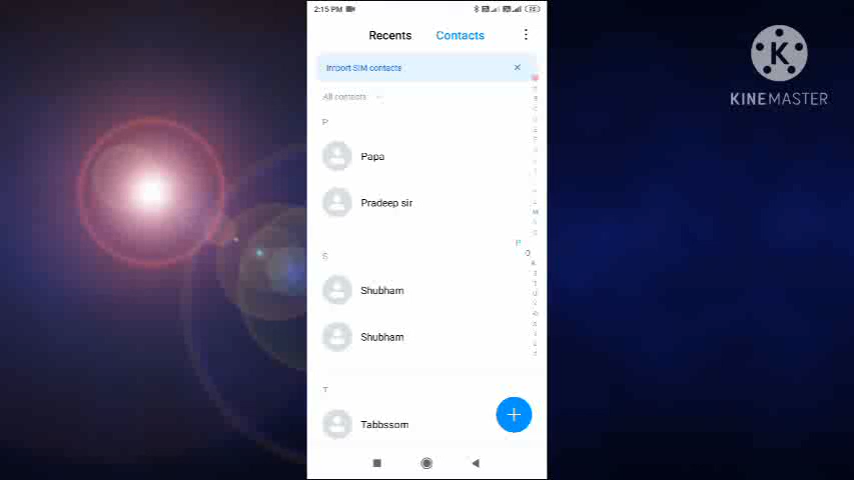 2:15 PM
Recents Contacts
Import SIM contacts
All contacts
P
Papa
Pradeep sir
P
S
Shubham
Shubham
T
Tabbssom
K
KINEMASTER